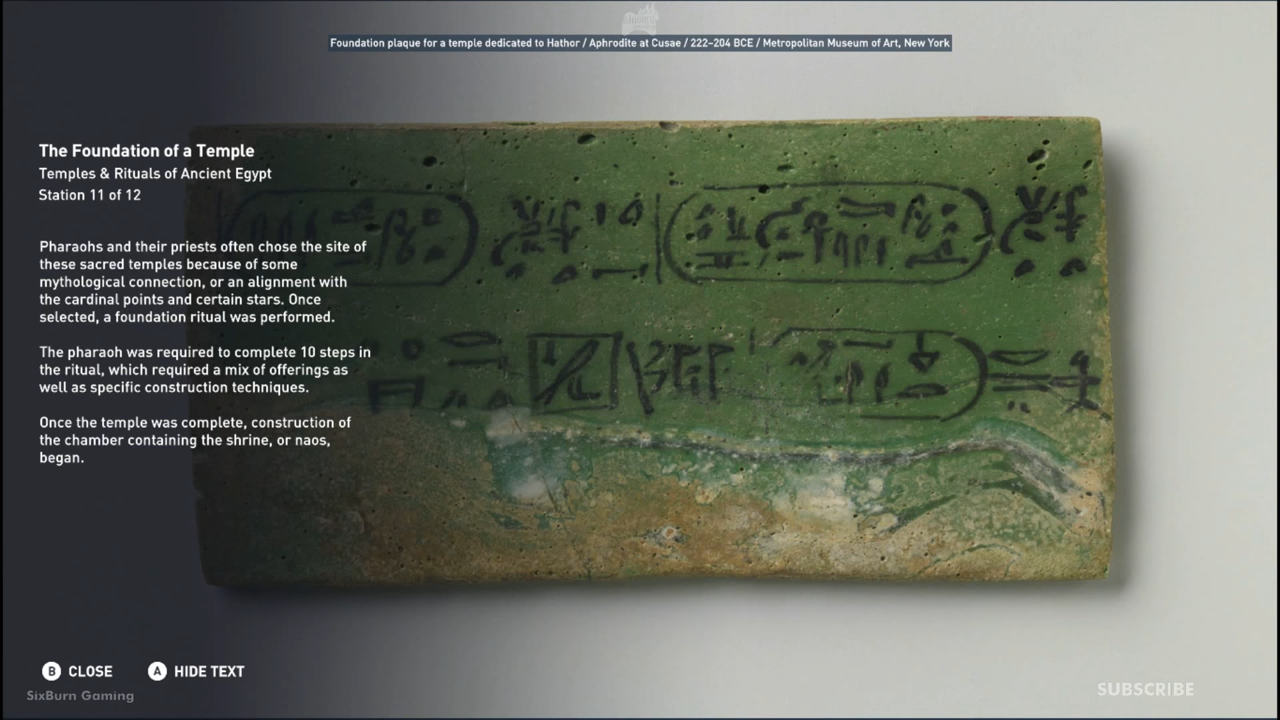 Foundation plaque for a temple dedicated to Hathor / Aphrodite at Cusae / 222–204 BCE / Metropolitan Museum of Art, New York
The Foundation of a Temple
Temples & Rituals of Ancient Egypt
Station 11 of 12
Pharaohs and their priests often chose the site of
these sacred temples because of some
mythological connection, or an alignment with
the cardinal points and certain stars. Once
selected, a foundation ritual was performed.
The pharaoh was required to complete 10 steps in
the ritual, which required a mix of offerings as
well as specific construction techniques.
Once the temple was complete, construction of
the chamber containing the shrine, or naos,
began.
B CLOSE
A HIDE TEXT
SixBurn Gaming
SUBSCRIBE